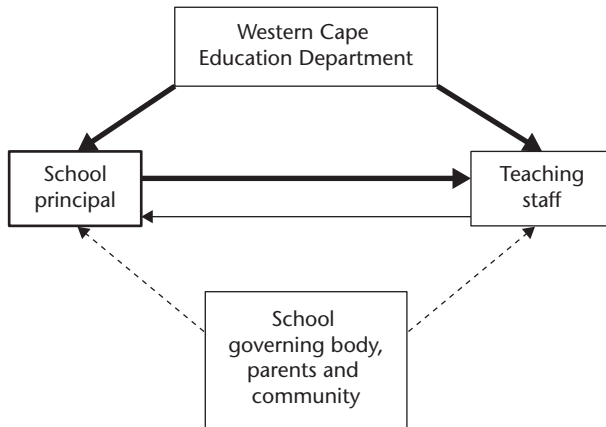 Western Cape
Education Department
School
principal
Teaching
staff
School
governing body,
parents and
community